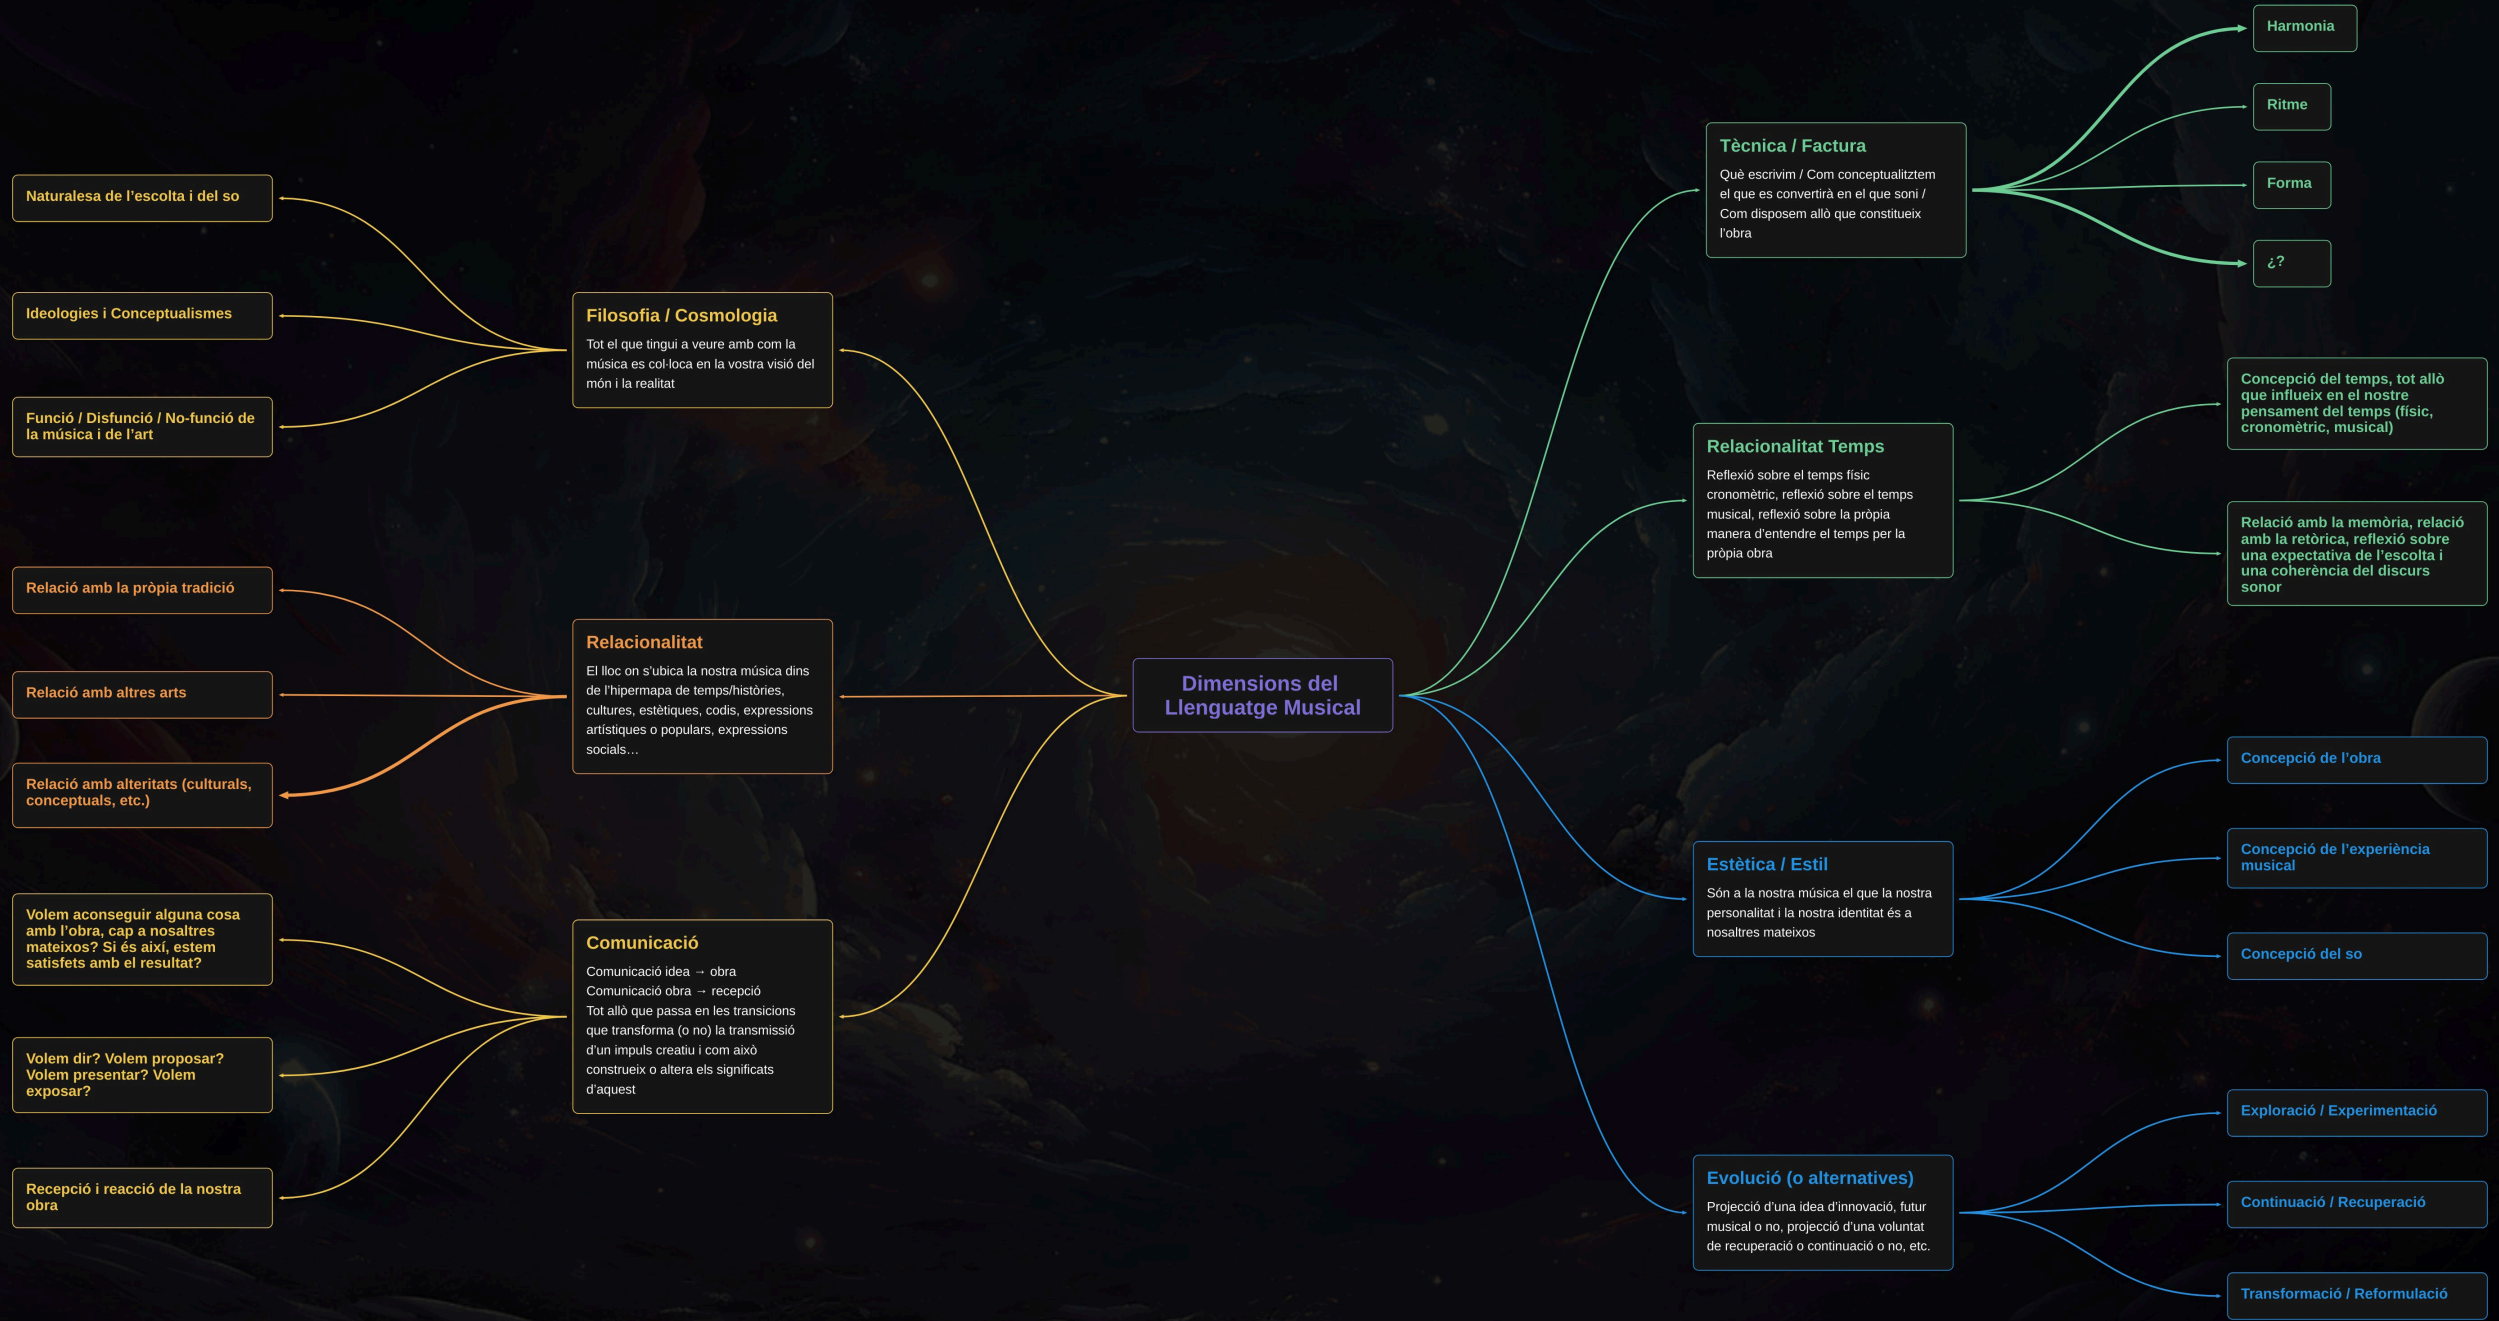 Dimensions del
Llenguatge Musical
Filosofia / Cosmologia
Tot el que tingui a veure amb com la
música es col·loca en la vostra visió del
món i la realitat
Naturalesa de l’escolta i del so
Ideologies i Conceptualismes
Funció / Disfunció / No-funció de
la música i de l’art
Relacionalitat
El lloc on s’ubica la nostra música dins
de l’hipermapa de temps/històries,
cultures, estètiques, codis, expressions
artístiques o populars, expressions
socials…
Relació amb la pròpia tradició
Relació amb altres arts
Relació amb alteritats (culturals,
conceptuals, etc.)
Comunicació
Comunicació idea → obra
Comunicació obra → recepció
Tot allò que passa en les transicions
que transforma (o no) la transmissió
d’un impuls creatiu i com això
construeix o altera els significats
d’aquest
Volem aconseguir alguna cosa
amb l’obra, cap a nosaltres
mateixos? Si és així, estem
satisfets amb el resultat?
Volem dir? Volem proposar?
Volem presentar? Volem
exposar?
Recepció i reacció de la nostra
obra
Tècnica / Factura
Què escrivim / Com conceptualitztem
el que es convertirà en el que soni /
Com disposem allò que constitueix
l’obra
Harmonia
Ritme
Forma
¿?
Relacionalitat Temps
Reflexió sobre el temps físic
cronomètric, reflexió sobre el temps
musical, reflexió sobre la pròpia
manera d’entendre el temps per la
pròpia obra
Concepció del temps, tot allò
que influeix en el nostre
pensament del temps (físic,
cronomètric, musical)
Relació amb la memòria, relació
amb la retòrica, reflexió sobre
una expectativa de l’escolta i
una coherència del discurs
sonor
Estètica / Estil
Són a la nostra música el que la nostra
personalitat i la nostra identitat és a
nosaltres mateixos
Concepció de l’obra
Concepció de l’experiència
musical
Concepció del so
Evolució (o alternatives)
Projecció d’una idea d’innovació, futur
musical o no, projecció d’una voluntat
de recuperació o continuació o no, etc.
Exploració / Experimentació
Continuació / Recuperació
Transformació / Reformulació